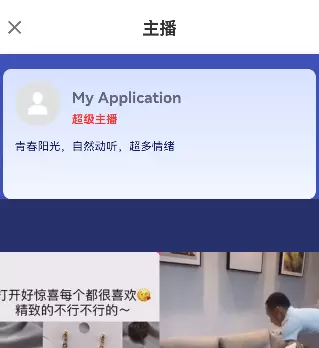 主播
My Application
超级主播
青春阳光，自然动听，超多情绪
打开好惊喜每个都很喜欢😘
精致的不行不行的～